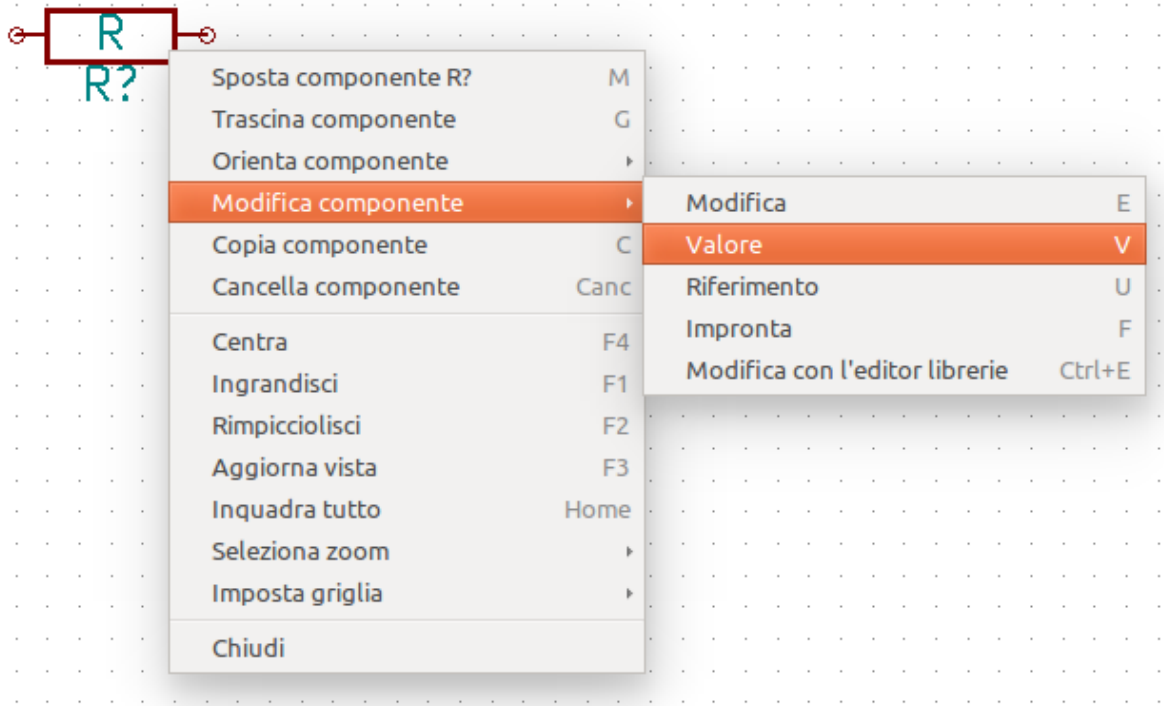 R
R?
Sposta componente R? M
Trascina componente G
Orienta componente
Modifica componente
Copia componente C
Cancella componente Canc
Centra F4
Ingrandisci F1
Rimpicciolisci F2
Aggiorna vista F3
Inquadra tutto Home
Seleziona zoom
Imposta griglia
Chiudi
Modifica E
Valore V
Riferimento U
Impronta F
Modifica con l'editor librerie Ctrl+E